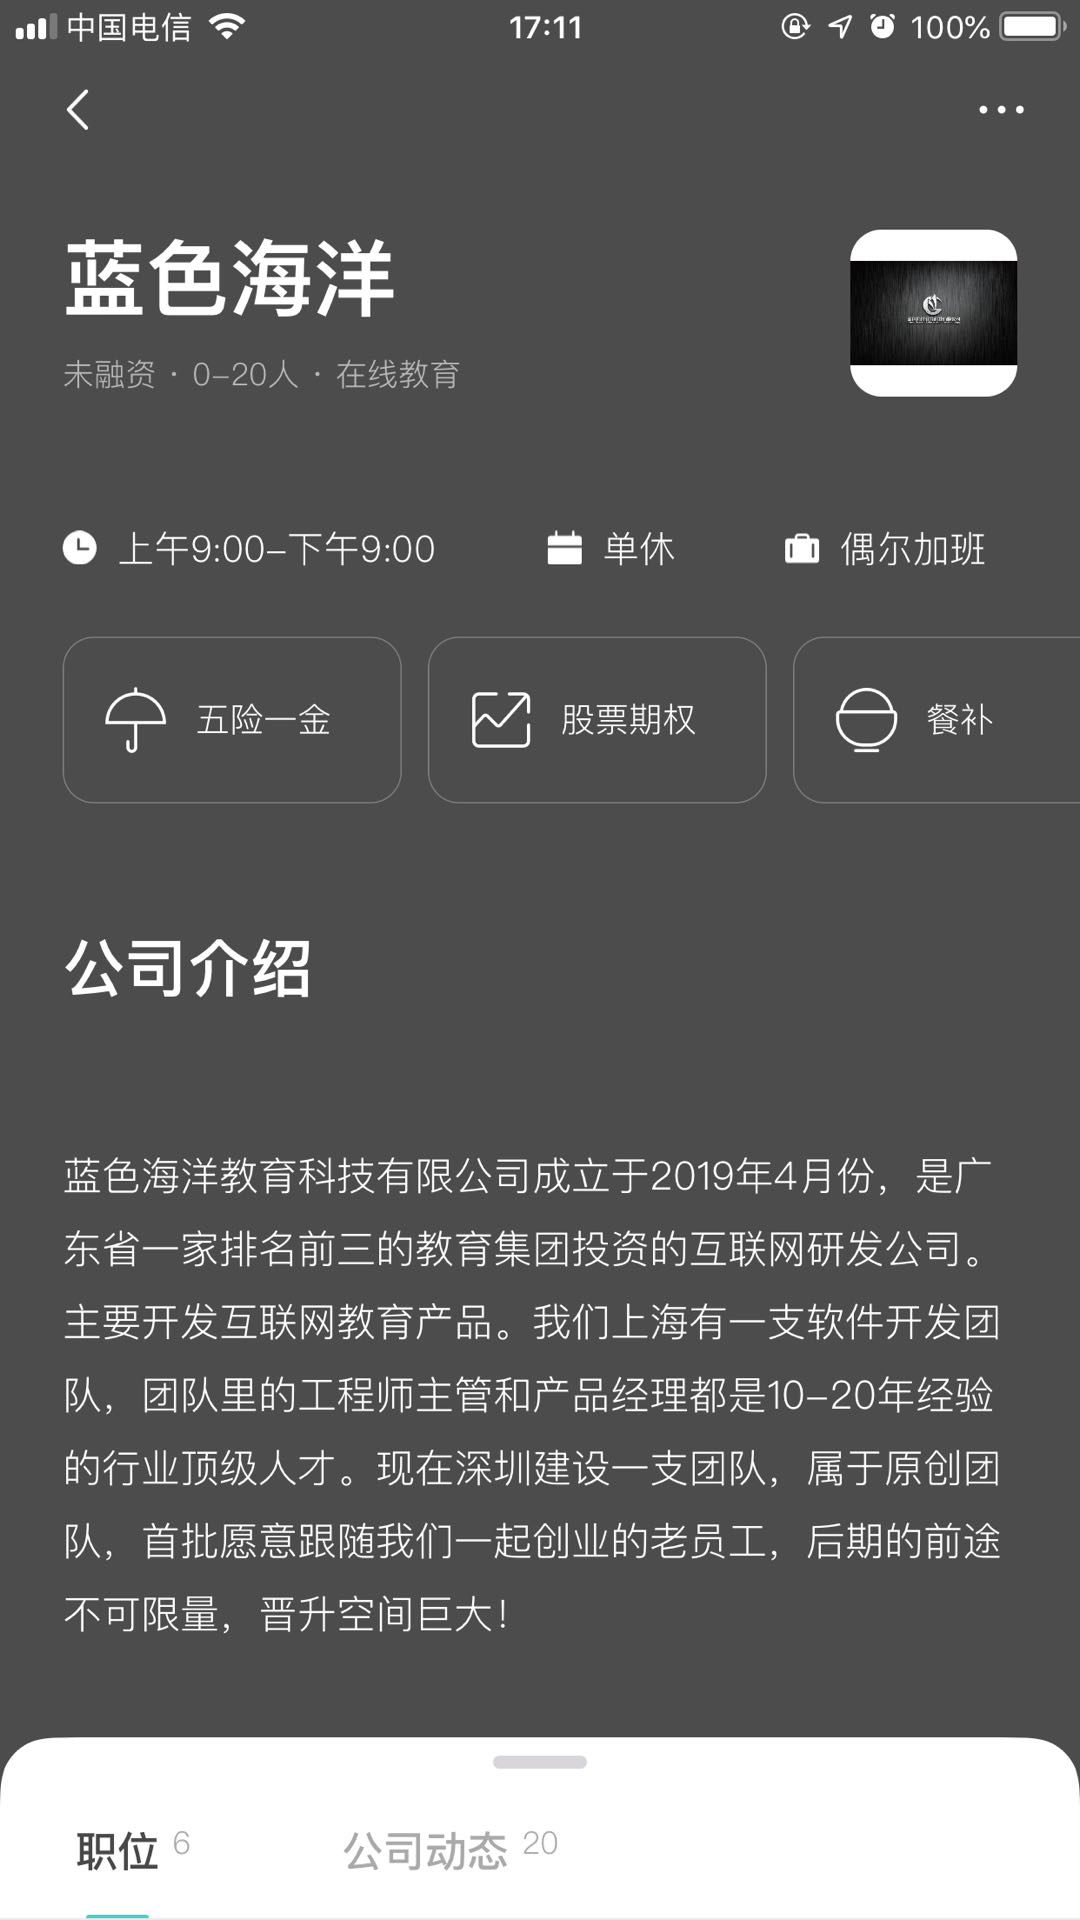 中国电信 17:11 100%
蓝色海洋
未融资 · 0-20人 · 在线教育
上午9:00-下午9:00 单休 偶尔加班
五险一金 股票期权 餐补
公司介绍
蓝色海洋教育科技有限公司成立于2019年4月份，是广
东省一家排名前三的教育集团投资的互联网研发公司。
主要开发互联网教育产品。我们上海有一支软件开发团
队，团队里的工程师主管和产品经理都是10-20年经验
的行业顶级人才。现在深圳建设一支团队，属于原创团
队，首批愿意跟随我们一起创业的老员工，后期的前途
不可限量，晋升空间巨大！
职位 6 公司动态 20